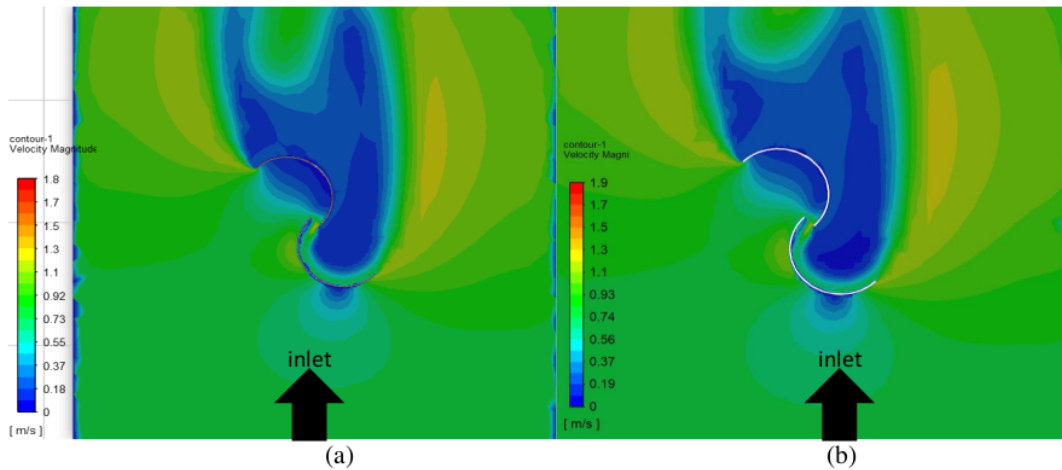 contour-1
Velocity Magnitude
1.8
1.6
1.5
1.3
1.1
0.92
0.73
0.55
0.37
0.18
0
[ m/s ]
inlet
(a)
contour-1
Velocity Magni
1.9
1.7
1.5
1.3
1.1
0.93
0.74
0.56
0.37
0.19
0
[ m/s ]
inlet
(b)